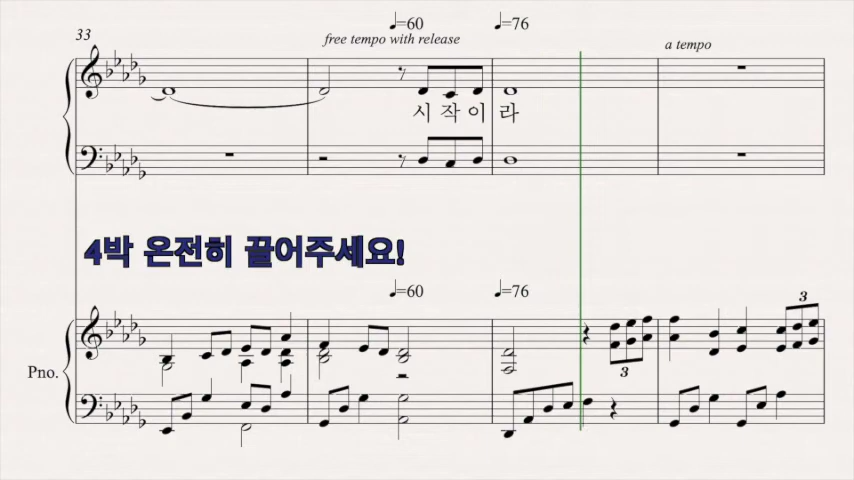 33
♩=60
♩=76
free tempo with release
a tempo
시 작 이 라
4박 온전히 끌어주세요!
♩=60
♩=76
3
Pno.
3